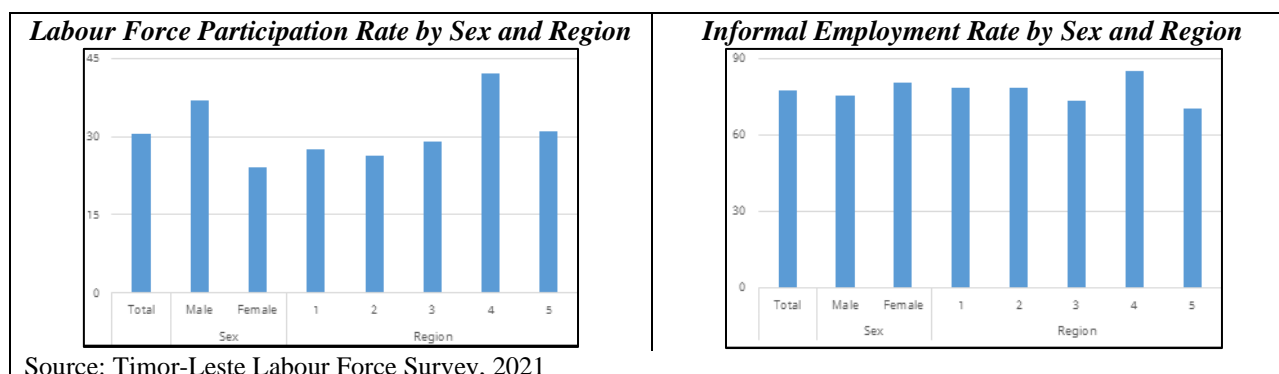 Labour Force Participation Rate by Sex and Region
45
30
15
0
Total Male Female 1 2 3 4 5
Sex Region
Informal Employment Rate by Sex and Region
90
60
30
0
Total Male Female 1 2 3 4 5
Sex Region
Source: Timor-Leste Labour Force Survey, 2021